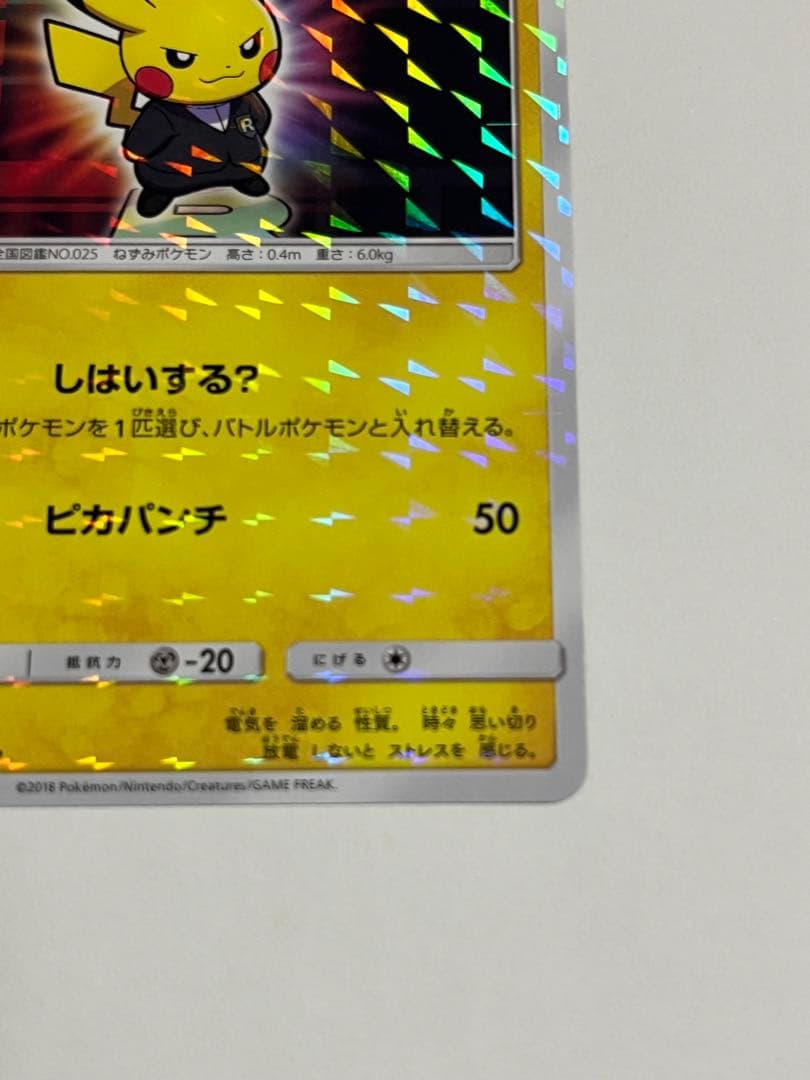 R
全国図鑑NO.025 ねずみポケモン 高さ:0.4m 重さ:6.0kg
しはいする?
ポケモンを1匹選び、バトルポケモンと入れ替える。
ピカパンチ 50
抵抗力 -20 にげる
電気を 溜める 性質。 時々 思い切り
放電 しないと ストレスを 感じる。
©2018 Pokémon/Nintendo/Creatures/GAME FREAK.